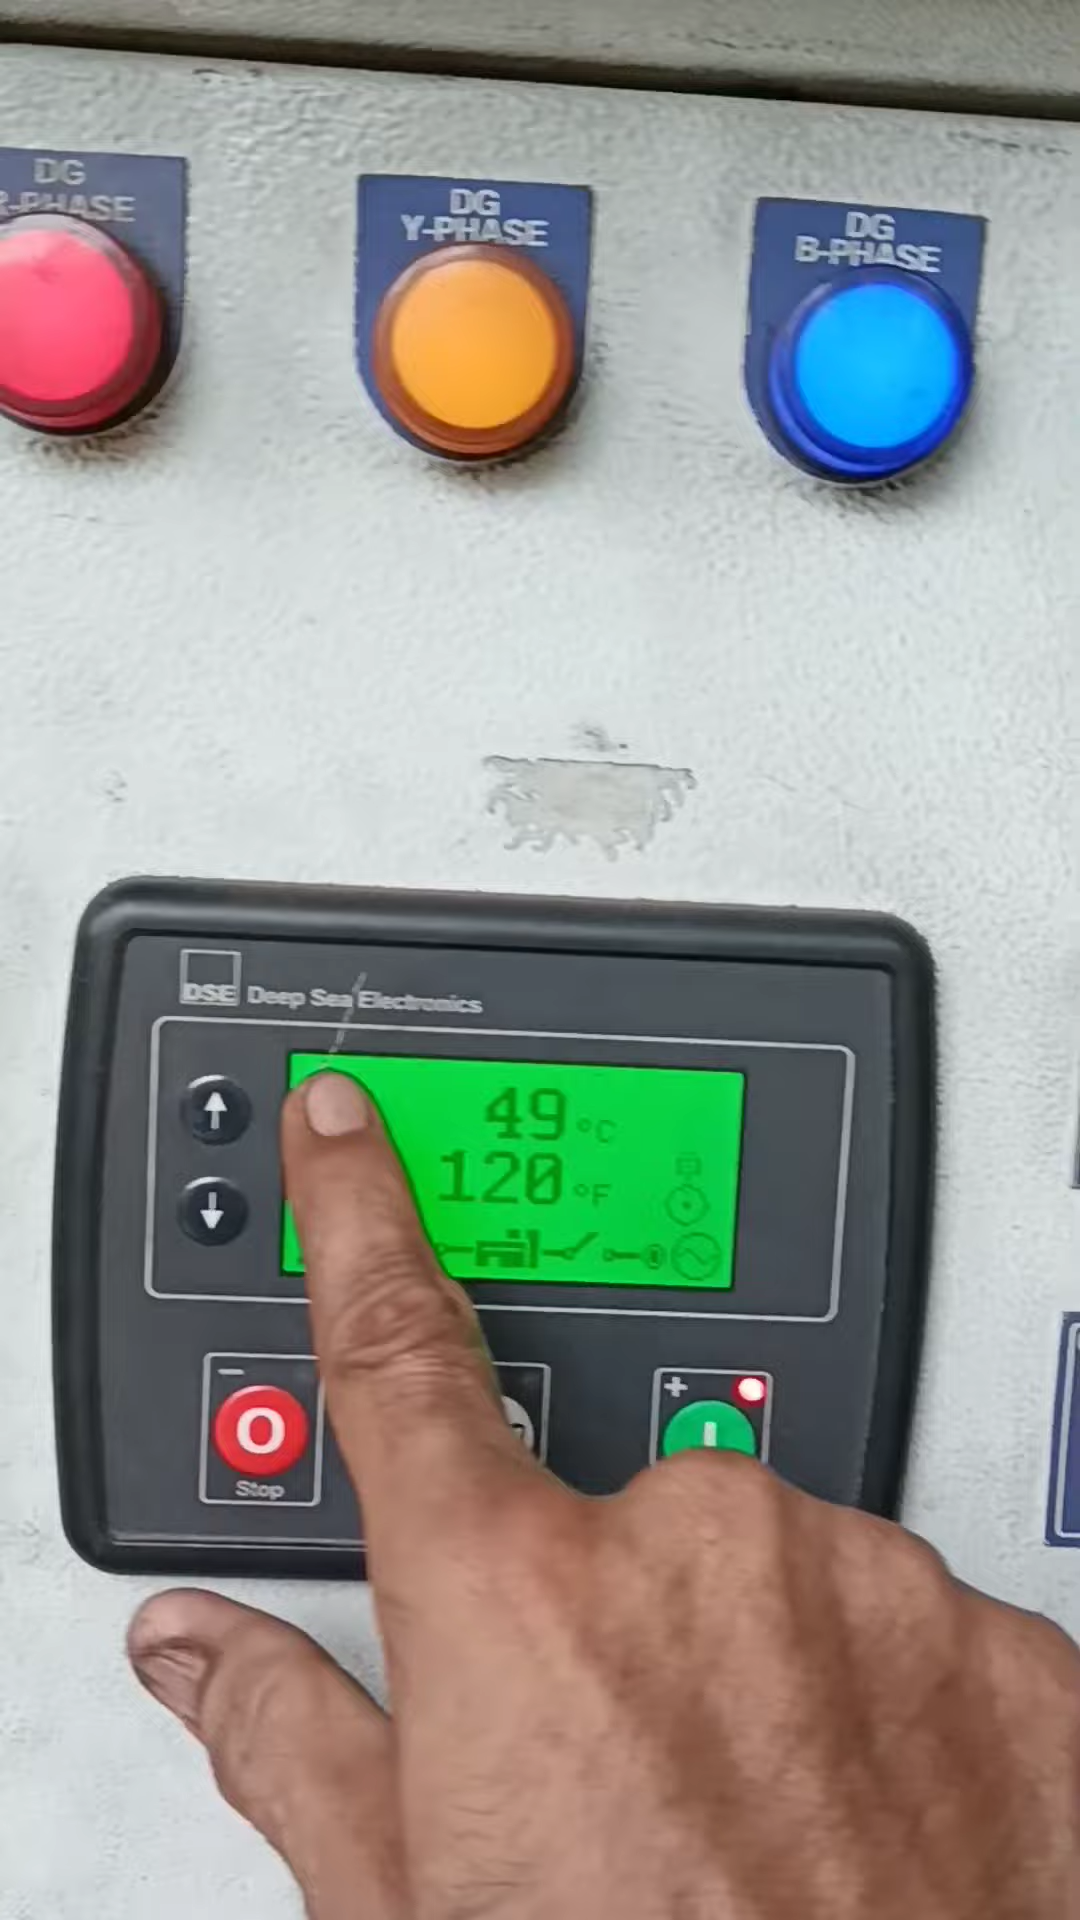 DG
R-PHASE
DG
Y-PHASE
DG
B-PHASE
DSE Deep Sea Electronics
49 °C
120 °F
Stop